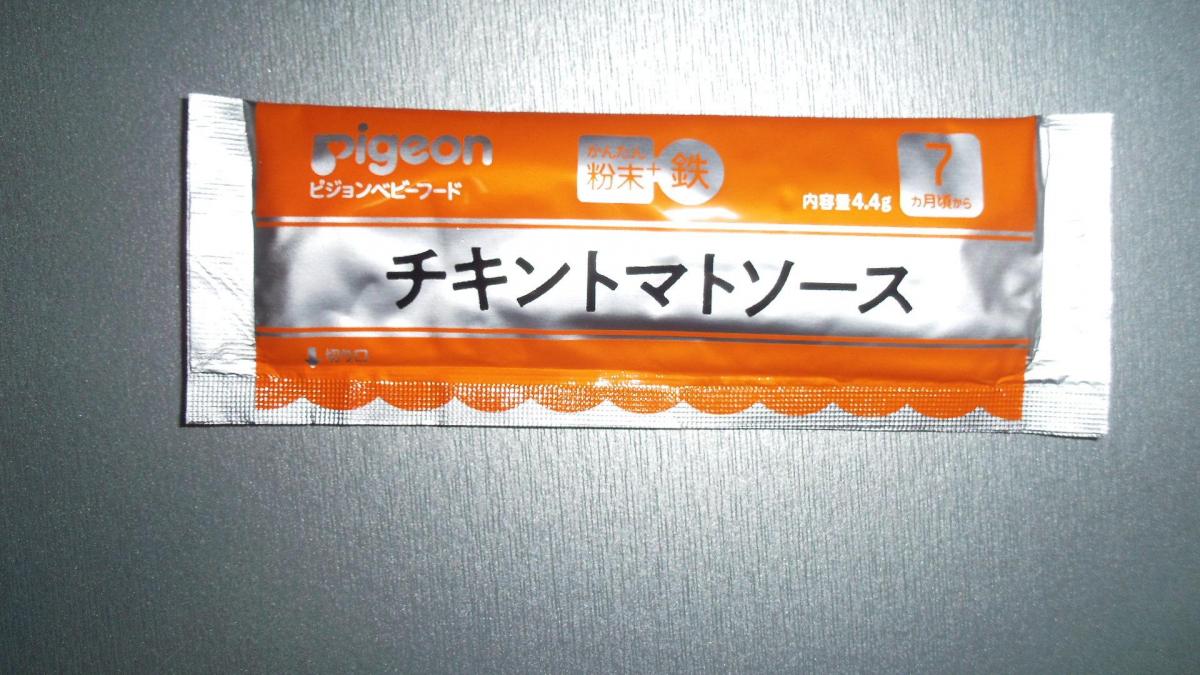 pigeon
ピジョンベビーフード
かんたん
粉末+鉄
内容量4.4g
7
カ月頃から
チキントマトソース
切り口